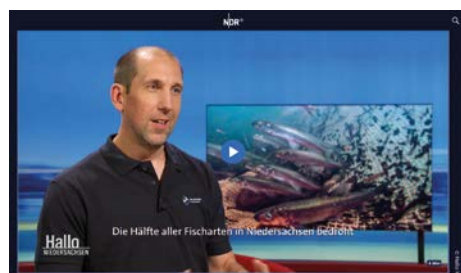 NDR
Die Hälfte aller Fischarten in Niedersachsen bedroht
Hallo
NIEDERSACHSEN